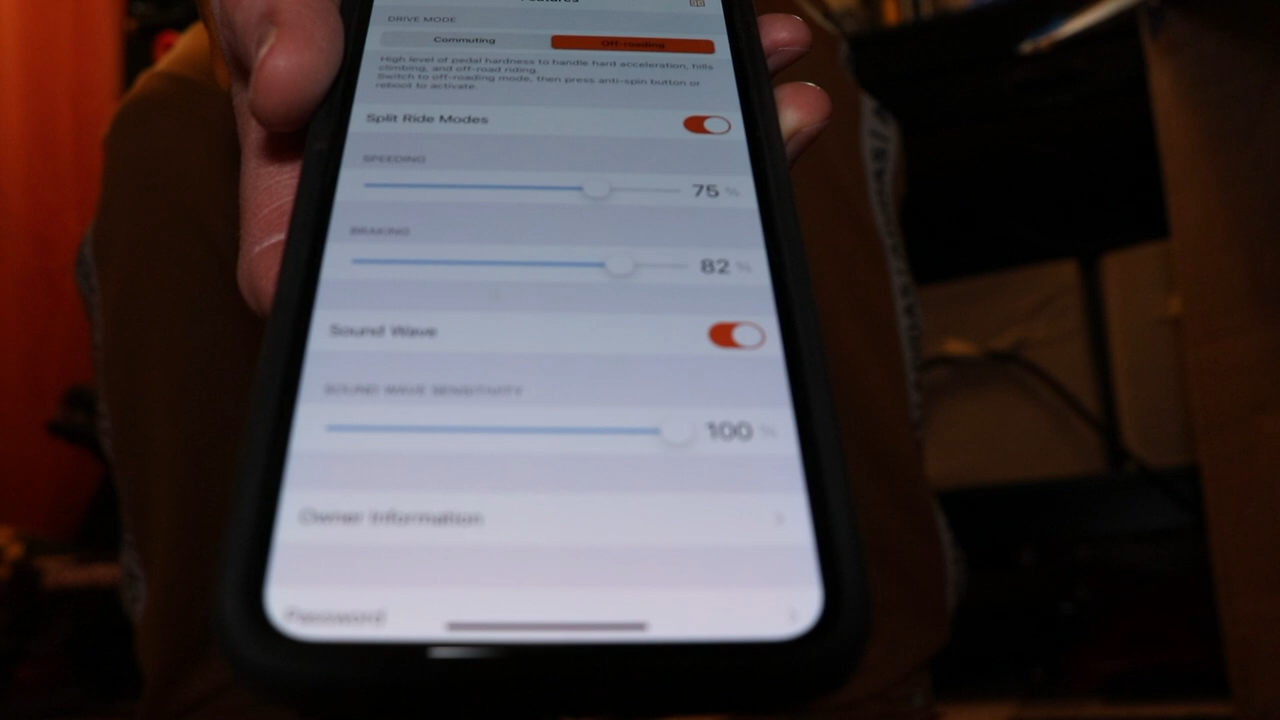 Features
DRIVE MODE
Commuting Off-roading
High level of pedal hardness to handle hard acceleration, hills
climbing, and off-road riding.
Switch to off-roading mode, then press anti-spin button or
reboot to activate.
Split Ride Modes
SPEEDING
75 %
BRAKING
82 %
Sound Wave
SOUND WAVE SENSITIVITY
100 %
Owner Information
Password